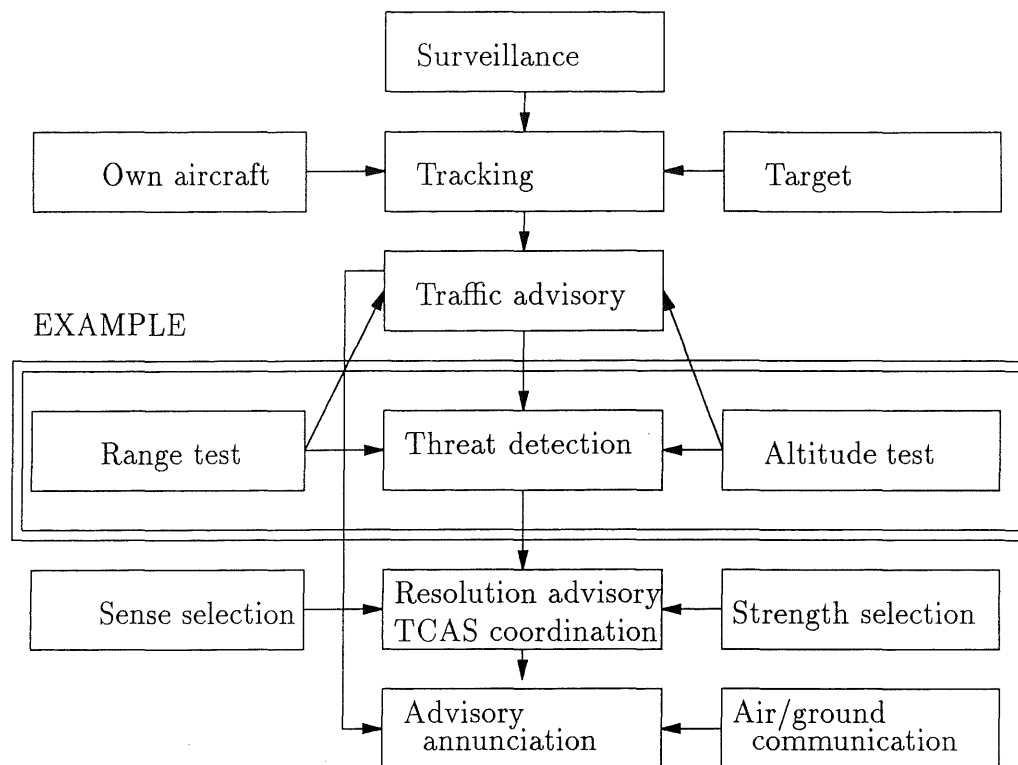 Surveillance
Own aircraft
Tracking
Target
Traffic advisory
EXAMPLE
Range test
Threat detection
Altitude test
Sense selection
Resolution advisory
TCAS coordination
Strength selection
Advisory
annunciation
Air/ground
communication